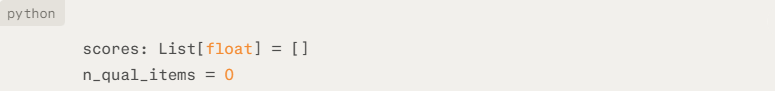 python
scores: List[float] = []
n_qual_items = 0